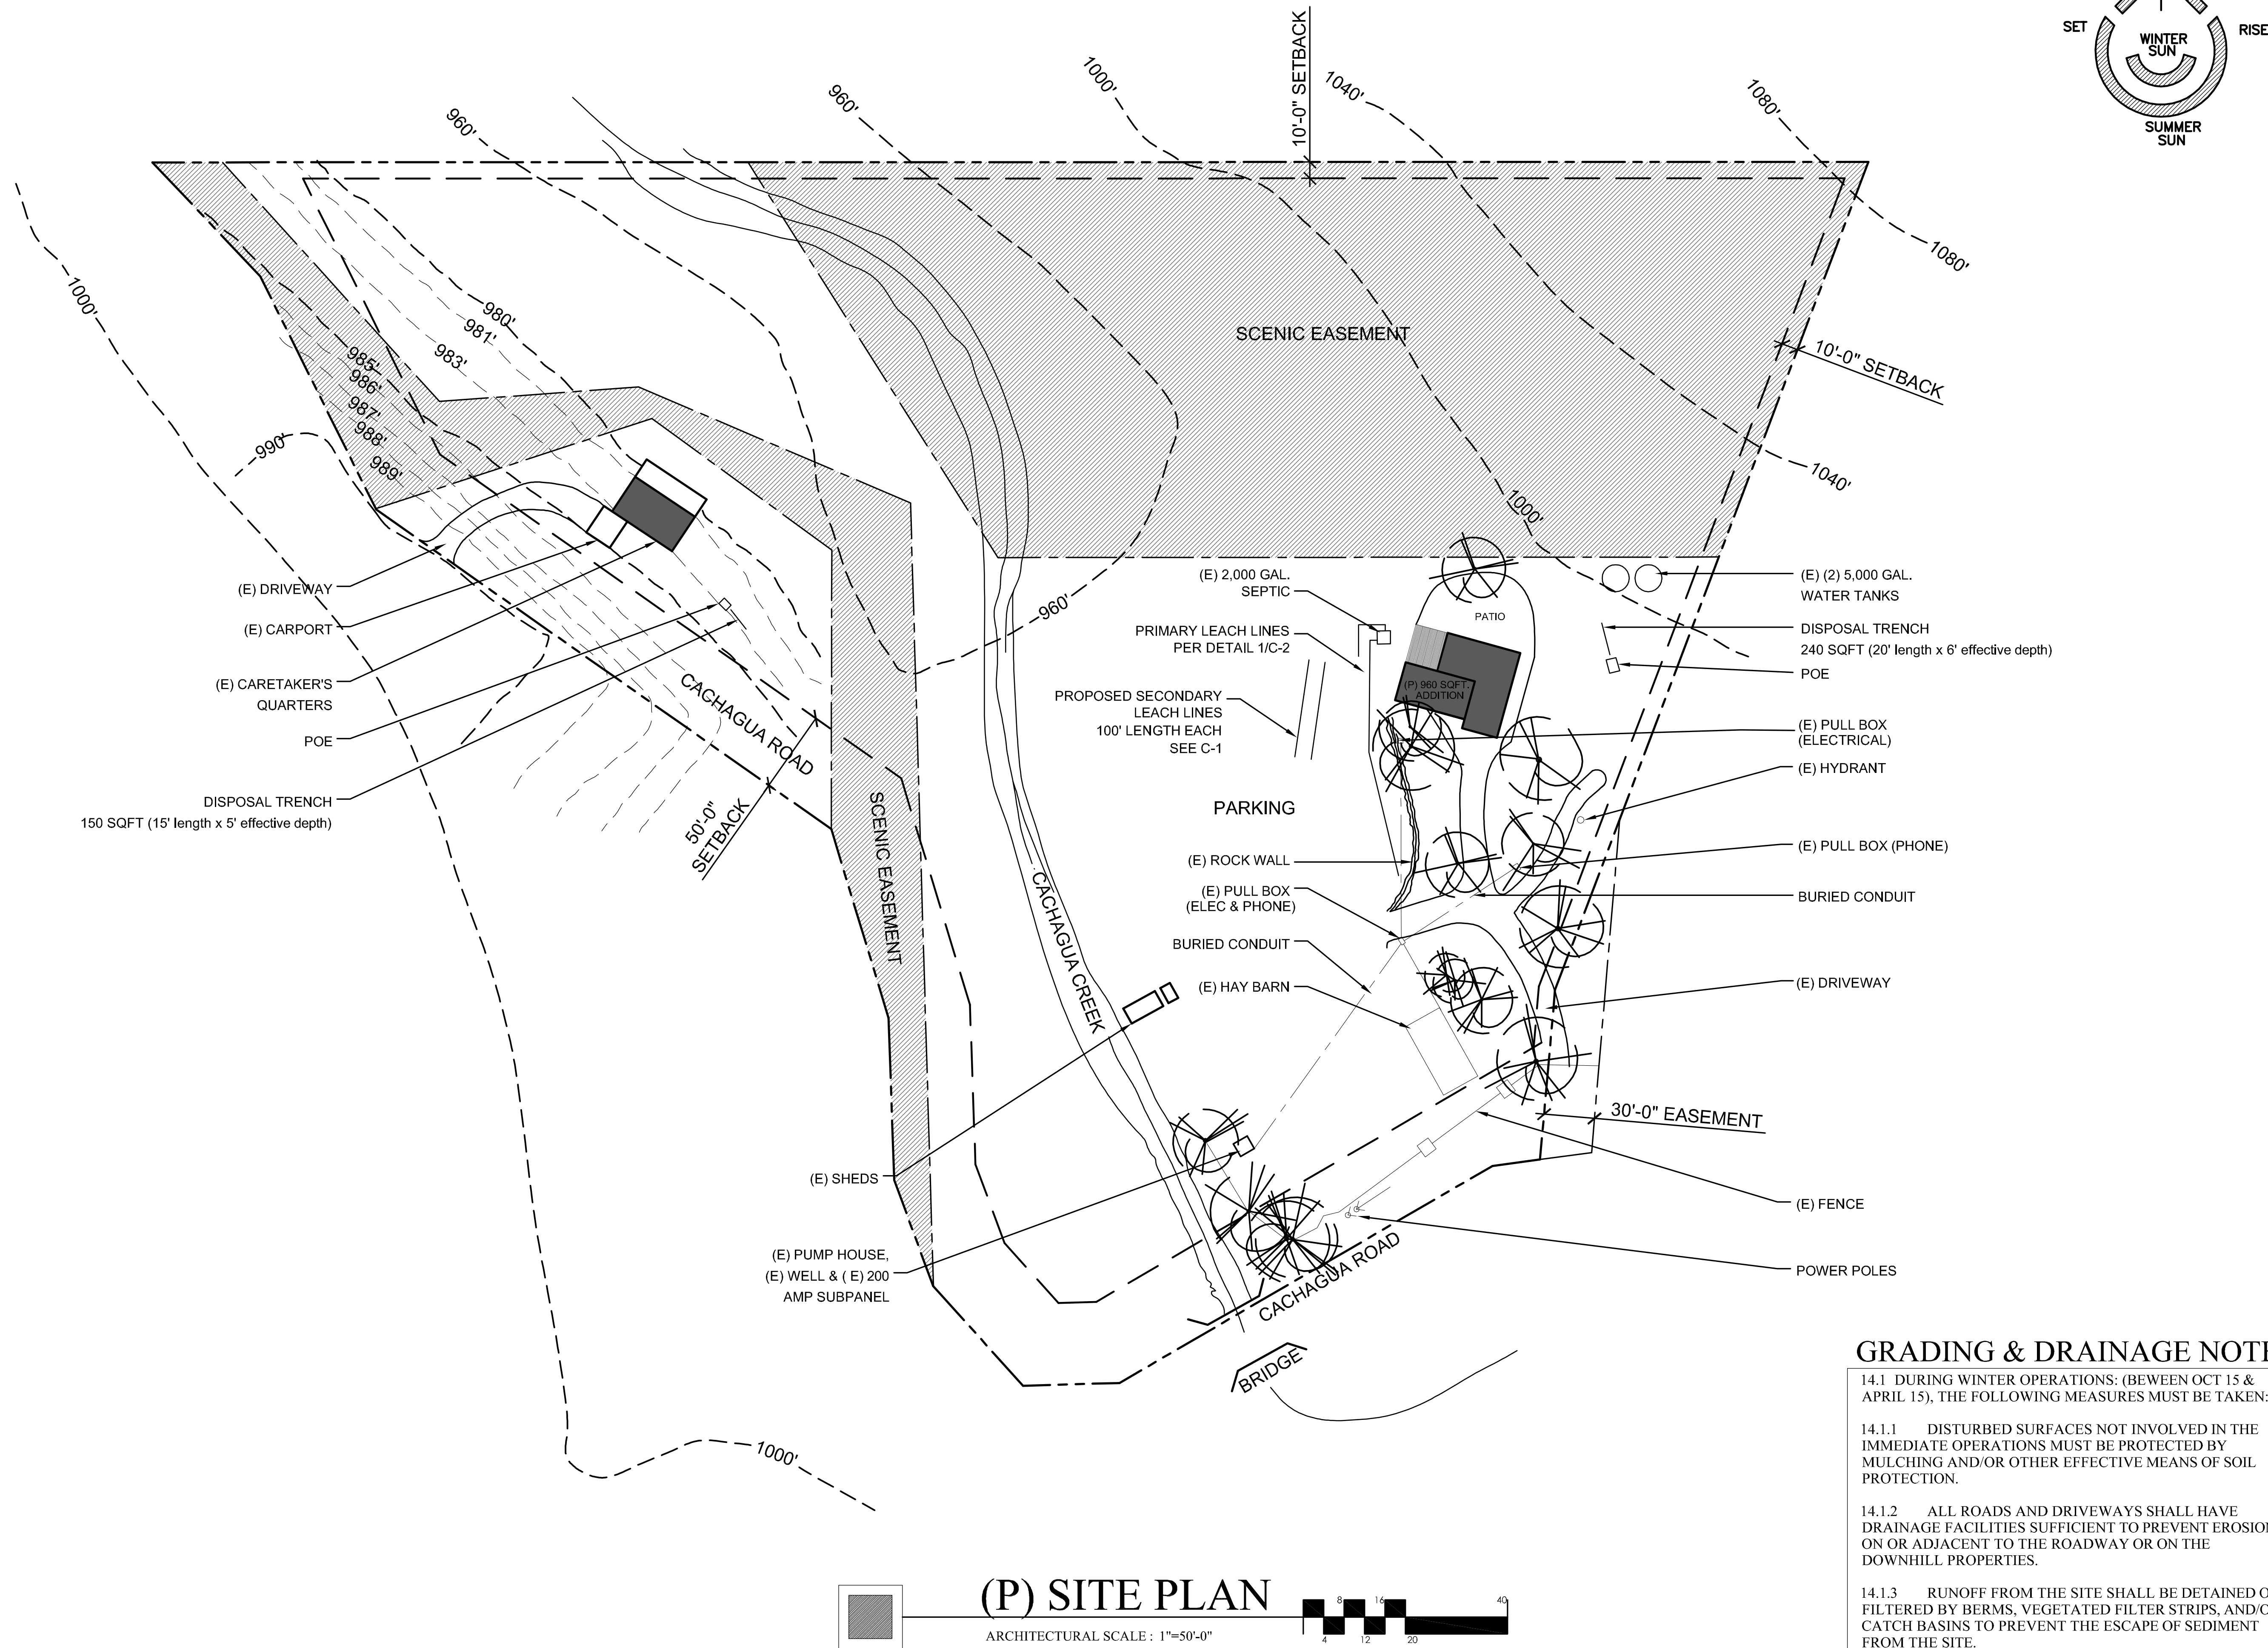 SET
RISE
WINTER
SUN
SUMMER
SUN
10'-0" SETBACK
960'
960'
1000'
1040'
1080'
1080'
1000'
980'
981'
983'
985'
986'
987'
988'
989'
990'
SCENIC EASEMENT
10'-0" SETBACK
1040'
1000'
960'
(E) DRIVEWAY
(E) CARPORT
(E) CARETAKER'S
QUARTERS
POE
DISPOSAL TRENCH
150 SQFT (15' length x 5' effective depth)
CACHAGUA ROAD
50'-0"
SETBACK
SCENIC EASEMENT
CACHAGUA CREEK
(E) 2,000 GAL.
SEPTIC
PRIMARY LEACH LINES
PER DETAIL 1/C-2
PROPOSED SECONDARY
LEACH LINES
100' LENGTH EACH
SEE C-1
PATIO
(P) 960 SQFT.
ADDITION
PARKING
(E) ROCK WALL
(E) PULL BOX
(ELEC & PHONE)
BURIED CONDUIT
(E) HAY BARN
(E) (2) 5,000 GAL.
WATER TANKS
DISPOSAL TRENCH
240 SQFT (20' length x 6' effective depth)
POE
(E) PULL BOX
(ELECTRICAL)
(E) HYDRANT
(E) PULL BOX (PHONE)
BURIED CONDUIT
(E) DRIVEWAY
30'-0" EASEMENT
(E) FENCE
POWER POLES
(E) SHEDS
(E) PUMP HOUSE,
(E) WELL & ( E) 200
AMP SUBPANEL
CACHAGUA ROAD
BRIDGE
1000'
GRADING & DRAINAGE NOTE
14.1 DURING WINTER OPERATIONS: (BEWEEN OCT 15 &
APRIL 15), THE FOLLOWING MEASURES MUST BE TAKEN:
14.1.1 DISTURBED SURFACES NOT INVOLVED IN THE
IMMEDIATE OPERATIONS MUST BE PROTECTED BY
MULCHING AND/OR OTHER EFFECTIVE MEANS OF SOIL
PROTECTION.
14.1.2 ALL ROADS AND DRIVEWAYS SHALL HAVE
DRAINAGE FACILITIES SUFFICIENT TO PREVENT EROSION
ON OR ADJACENT TO THE ROADWAY OR ON THE
DOWNHILL PROPERTIES.
14.1.3 RUNOFF FROM THE SITE SHALL BE DETAINED O
FILTERED BY BERMS, VEGETATED FILTER STRIPS, AND/O
CATCH BASINS TO PREVENT THE ESCAPE OF SEDIMENT
FROM THE SITE.
(P) SITE PLAN
ARCHITECTURAL SCALE : 1"=50'-0"
8 16 40
4 12 20